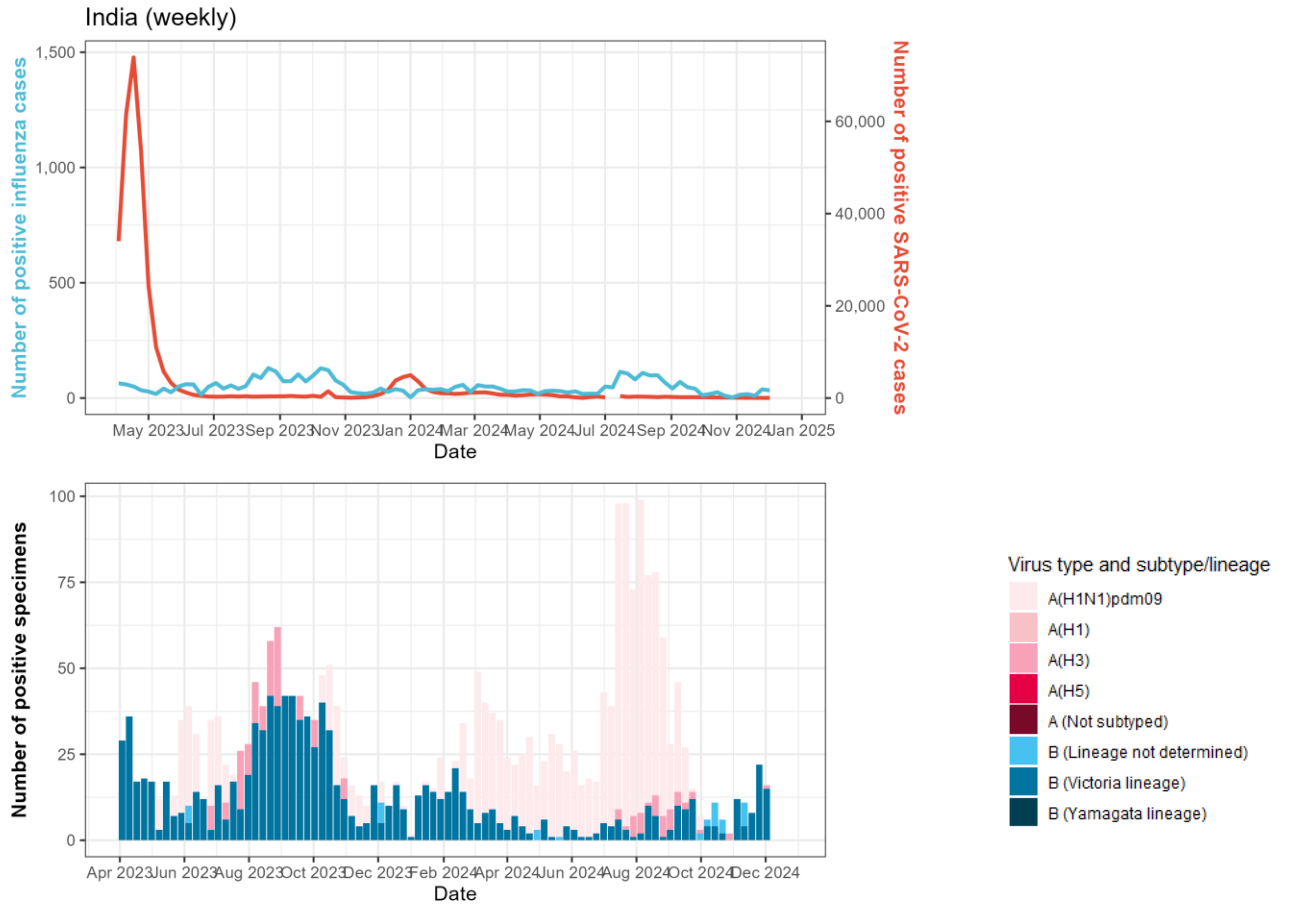 India (weekly)
Number of positive influenza cases
1,500
1,000
500
0
60,000
40,000
20,000
0
Number of positive SARS-CoV-2 cases
May 2023 Jul 2023 Sep 2023 Nov 2023 Jan 2024 Mar 2024 May 2024 Jul 2024 Sep 2024 Nov 2024 Jan 2025
Date
Number of positive specimens
100
75
50
25
0
Apr 2023 Jun 2023 Aug 2023 Oct 2023 Dec 2023 Feb 2024 Apr 2024 Jun 2024 Aug 2024 Oct 2024 Dec 2024
Date
Virus type and subtype/lineage
A(H1N1)pdm09
A(H1)
A(H3)
A(H5)
A (Not subtyped)
B (Lineage not determined)
B (Victoria lineage)
B (Yamagata lineage)